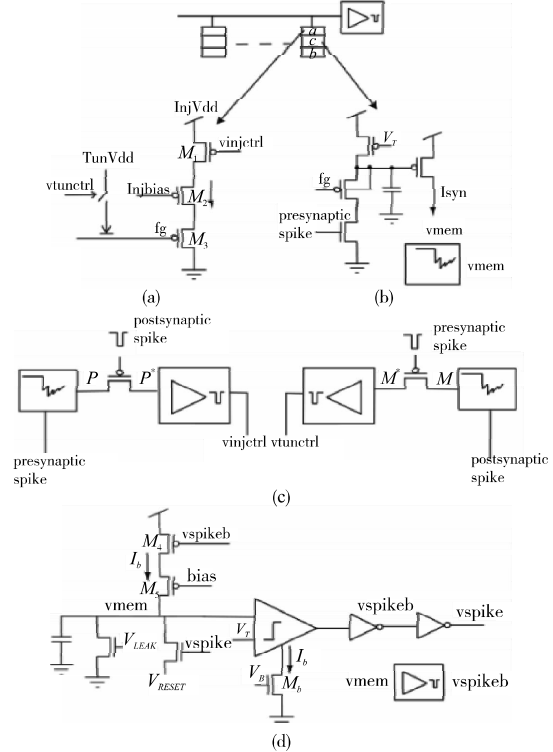 a
c
b
InjVdd
M1
vinjctrl
TunVdd
vtunctrl
Injbias
M2
fg
M3
VT
fg
Isyn
presynaptic
spike
vmem
vmem
(a)
(b)
postsynaptic
spike
P
P*
vinjctrl
presynaptic
spike
presynaptic
spike
M*
M
vtunctrl
postsynaptic
spike
(c)
M4
vspikeb
Ib
bias
M5
vmem
VT
vspikeb
vspike
VLEAK
vspike
VRESET
Ib
VB
Mb
vmem
vspikeb
(d)